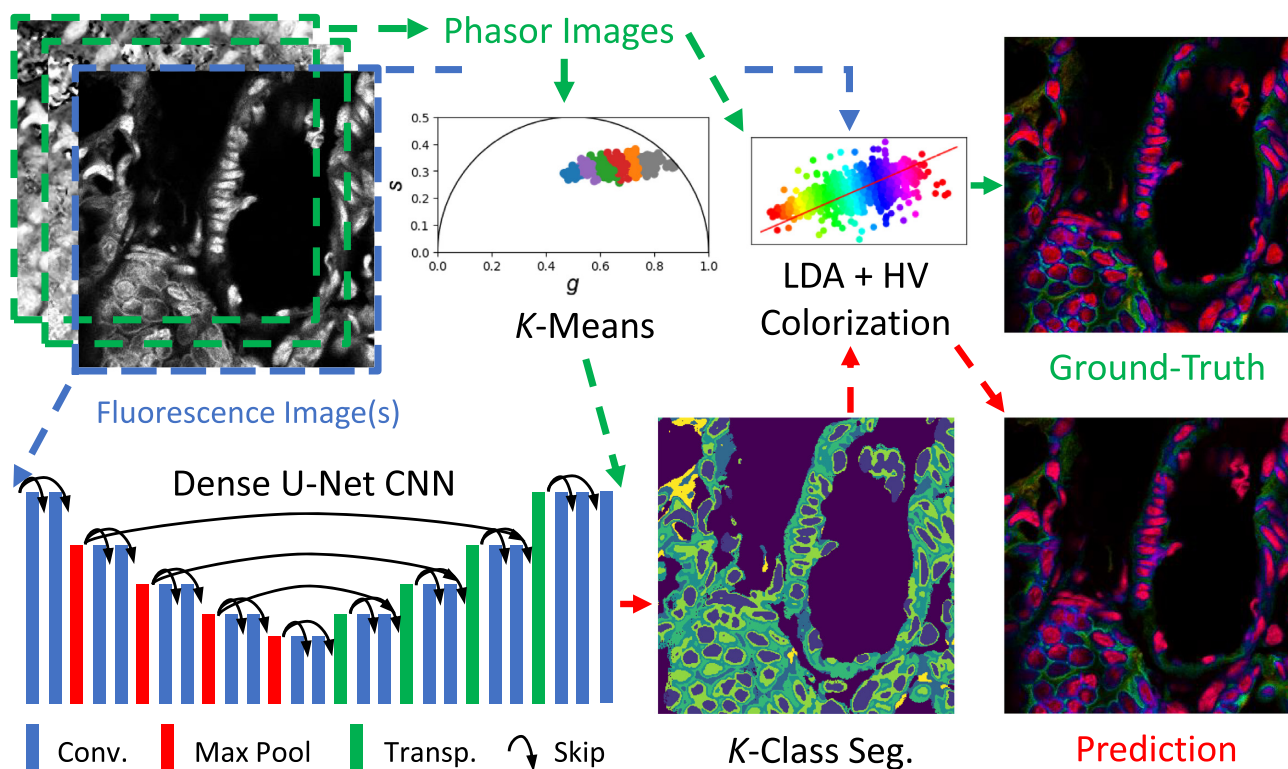 Phasor Images
0.5
0.4
0.3
0.2
0.1
0.0
s
0.0 0.2 0.4 0.6 0.8 1.0
g
K-Means
LDA + HV
Colorization
Ground-Truth
Fluorescence Image(s)
Dense U-Net CNN
Conv.
Max Pool
Transp.
Skip
K-Class Seg.
Prediction